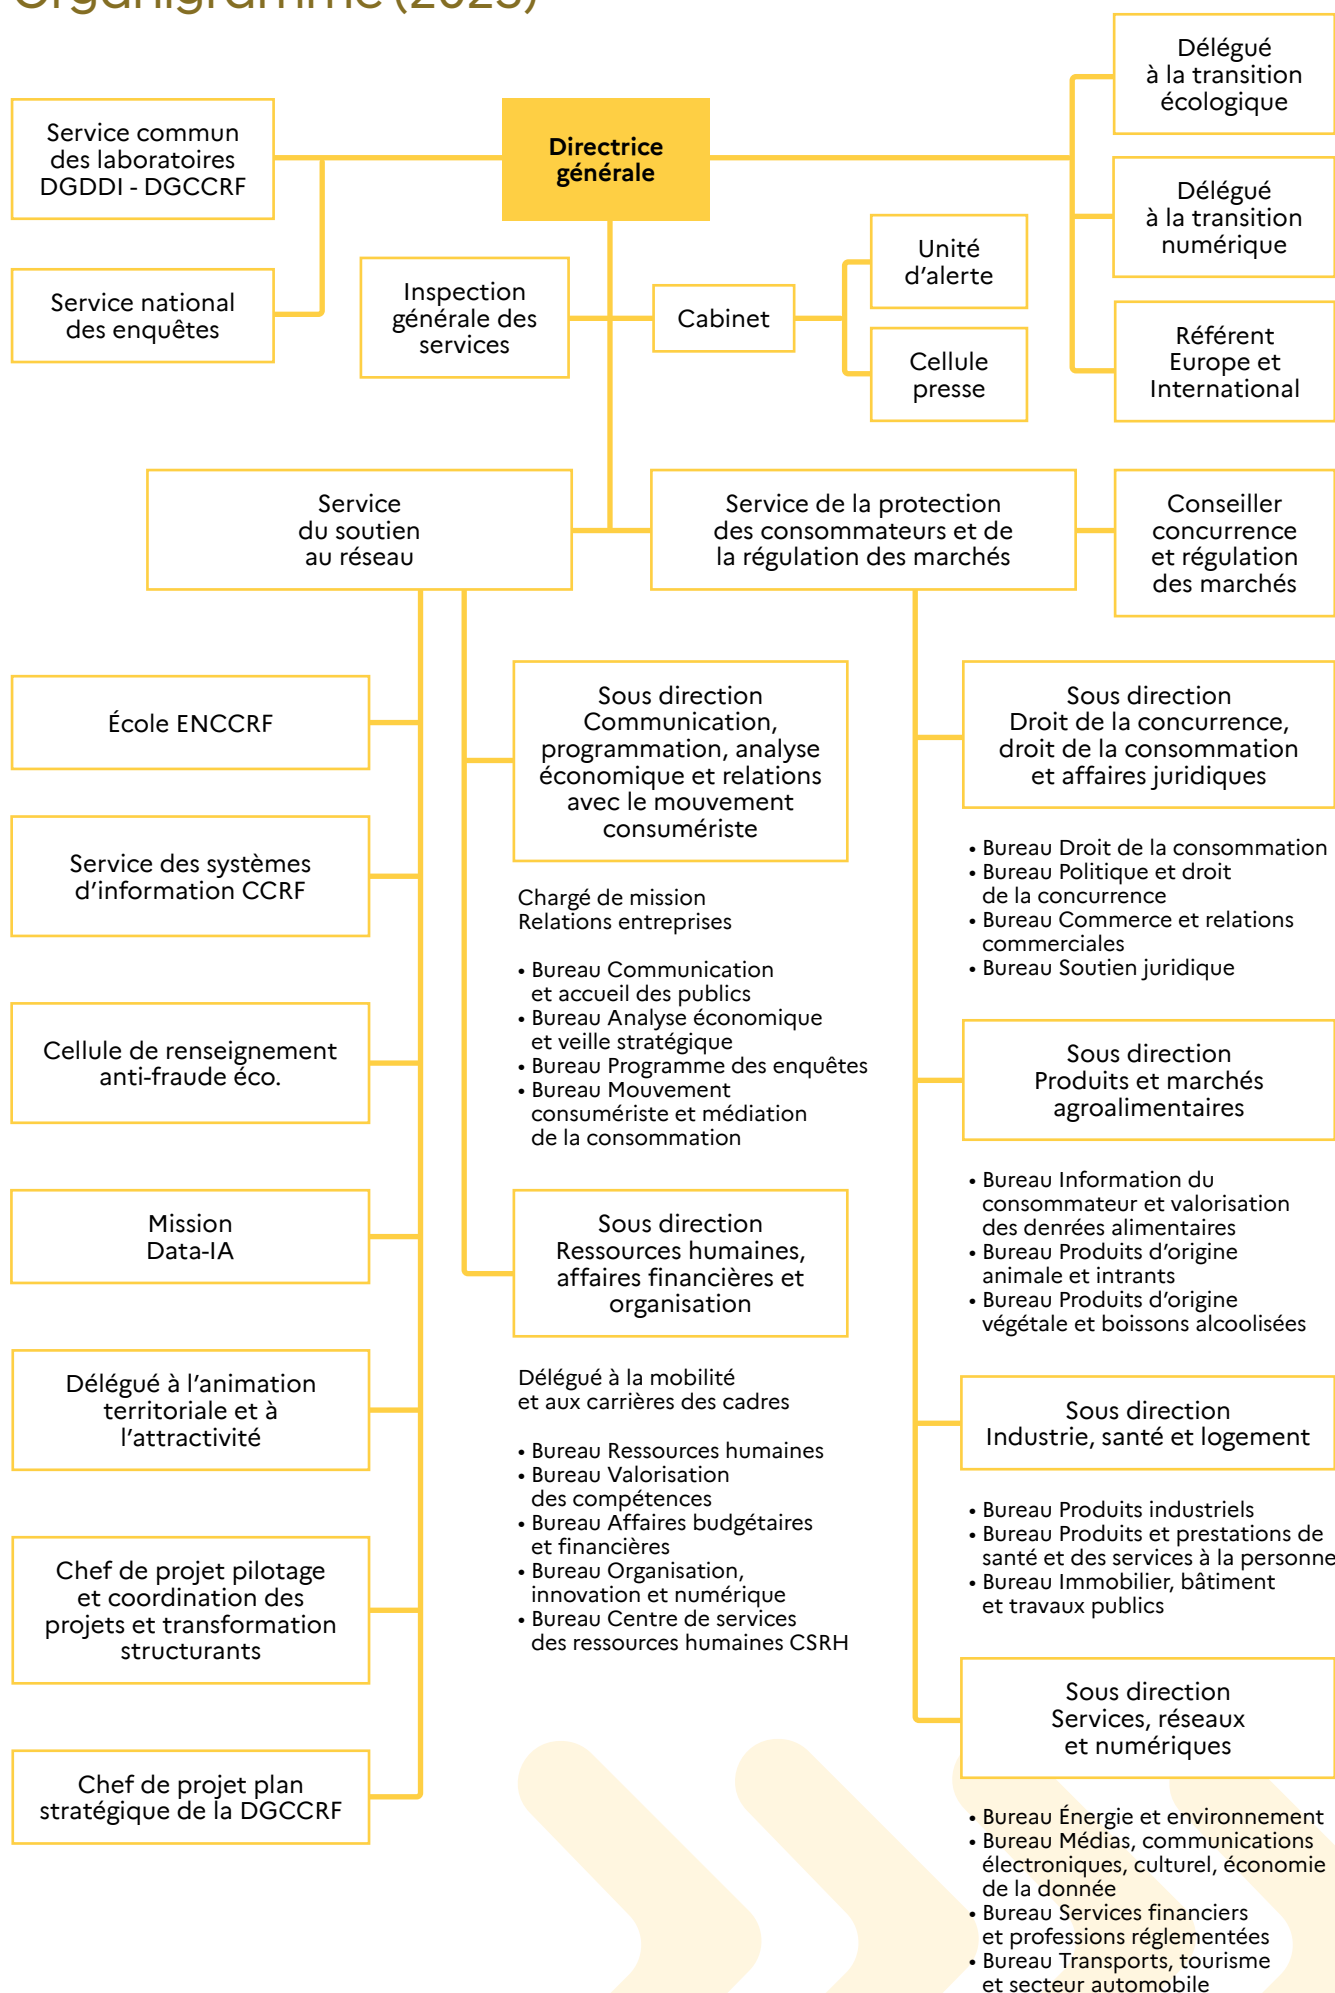 Organigramme (2023)
Délégué
à la transition
écologique
Service commun
des laboratoires
DGDDI - DGCCRF
Directrice
générale
Délégué
à la transition
numérique
Service national
des enquêtes
Inspection
générale des
services
Cabinet
Unité
d'alerte
Cellule
presse
Référent
Europe et
International
Service
du soutien
au réseau
Service de la protection
des consommateurs et de
la régulation des marchés
Conseiller
concurrence
et régulation
des marchés
École ENCCRF
Service des systèmes
d'information CCRF
Cellule de renseignement
anti-fraude éco.
Mission
Data-IA
Délégué à l'animation
territoriale et à
l'attractivité
Chef de projet pilotage
et coordination des
projets et transformation
structurants
Chef de projet plan
stratégique de la DGCCRF
Sous direction
Communication,
programmation, analyse
économique et relations
avec le mouvement
consumériste
Chargé de mission
Relations entreprises
• Bureau Communication
et accueil des publics
• Bureau Analyse économique
et veille stratégique
• Bureau Programme des enquêtes
• Bureau Mouvement
consumériste et médiation
de la consommation
Sous direction
Ressources humaines,
affaires financières et
organisation
Délégué à la mobilité
et aux carrières des cadres
• Bureau Ressources humaines
• Bureau Valorisation
des compétences
• Bureau Affaires budgétaires
et financières
• Bureau Organisation,
innovation et numérique
• Bureau Centre de services
des ressources humaines CSRH
Sous direction
Droit de la concurrence,
droit de la consommation
et affaires juridiques
• Bureau Droit de la consommation
• Bureau Politique et droit
de la concurrence
• Bureau Commerce et relations
commerciales
• Bureau Soutien juridique
Sous direction
Produits et marchés
agroalimentaires
• Bureau Information du
consommateur et valorisation
des denrées alimentaires
• Bureau Produits d'origine
animale et intrants
• Bureau Produits d'origine
végétale et boissons alcoolisées
Sous direction
Industrie, santé et logement
• Bureau Produits industriels
• Bureau Produits et prestations de
santé et des services à la personne
• Bureau Immobilier, bâtiment
et travaux publics
Sous direction
Services, réseaux
et numériques
• Bureau Énergie et environnement
• Bureau Médias, communications
électroniques, culturel, économie
de la donnée
• Bureau Services financiers
et professions réglementées
• Bureau Transports, tourisme
et secteur automobile